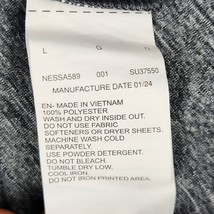 L G G
NESSA589 001 SU37550
MANUFACTURE DATE 01/24
EN- MADE IN VIETNAM
100% POLYESTER
WASH AND DRY INSIDE OUT.
DO NOT USE FABRIC
SOFTENERS OR DRYER SHEETS.
MACHINE WASH COLD
SEPARATELY.
USE POWDER DETERGENT.
DO NOT BLEACH.
TUMBLE DRY LOW.
COOL IRON.
DO NOT IRON PRINTED AREA.